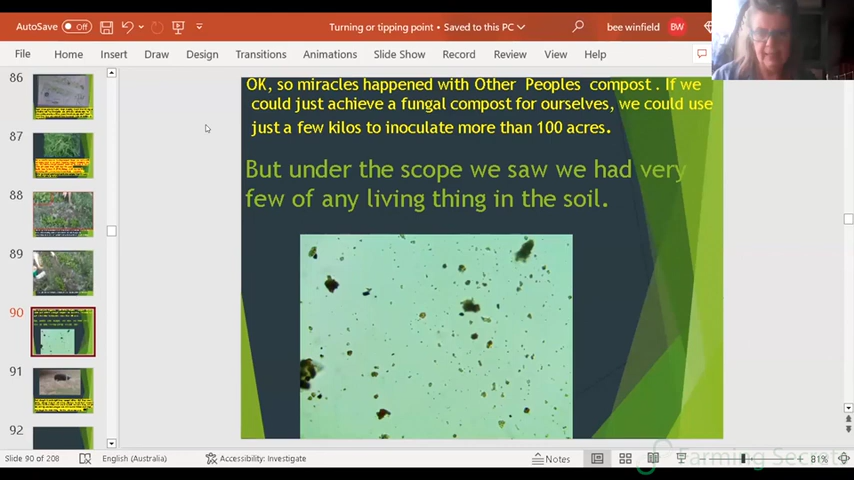 AutoSave Off Turning or tipping point - Saved to this PC bee winfield BW
File Home Insert Draw Design Transitions Animations Slide Show Record Review View Help
86
87
88
89
90
91
92
OK, so miracles happened with Other Peoples compost . If we
could just achieve a fungal compost for ourselves, we could use
just a few kilos to inoculate more than 100 acres.
But under the scope we saw we had very
few of any living thing in the soil.
Slide 90 of 208 English (Australia) Accessibility: Investigate Notes 81%
Farming Secrets